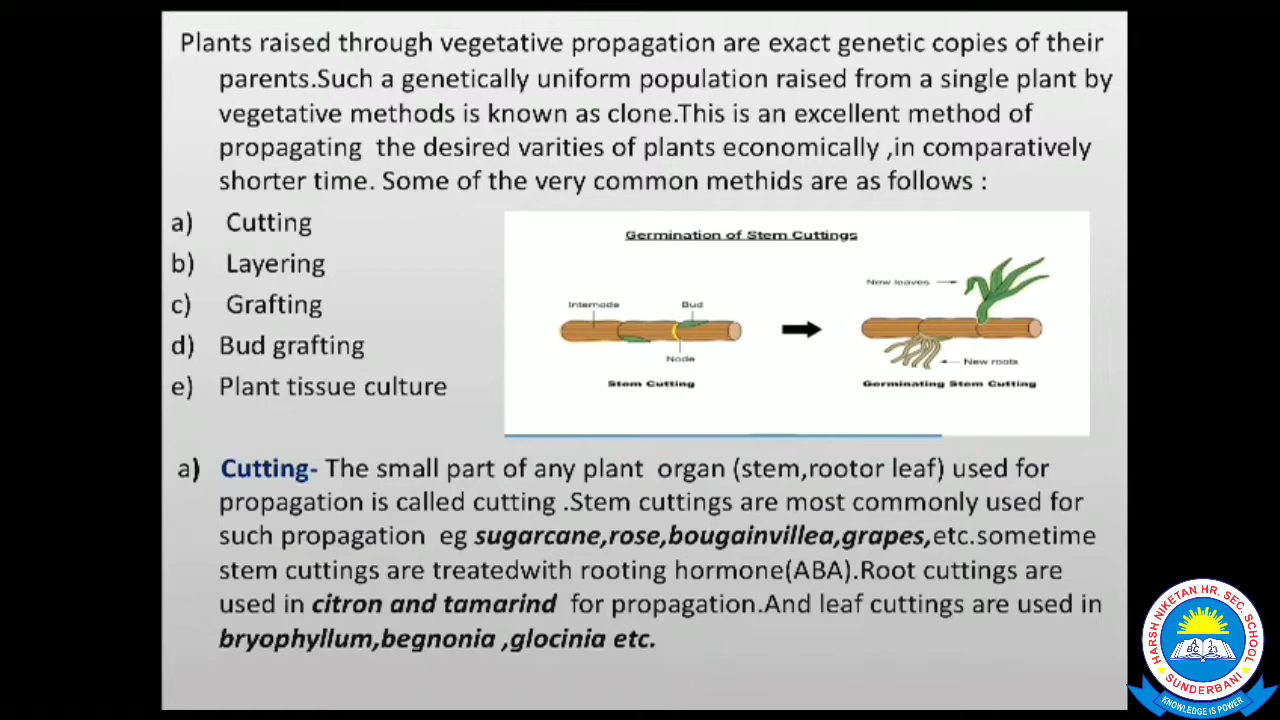 Plants raised through vegetative propagation are exact genetic copies of their
parents.Such a genetically uniform population raised from a single plant by
vegetative methods is known as clone.This is an excellent method of
propagating the desired varities of plants economically ,in comparatively
shorter time. Some of the very common methids are as follows :
a) Cutting
b) Layering
c) Grafting
d) Bud grafting
e) Plant tissue culture
Germination of Stem Cuttings
Internode
Bud
Node
Stem Cutting
New leaves
New roots
Germinating Stem Cutting
a) Cutting- The small part of any plant organ (stem,rootor leaf) used for
propagation is called cutting .Stem cuttings are most commonly used for
such propagation eg sugarcane,rose,bougainvillea,grapes,etc.sometime
stem cuttings are treatedwith rooting hormone(ABA).Root cuttings are
used in citron and tamarind for propagation.And leaf cuttings are used in
bryophyllum,begnonia ,glocinia etc.
HARSH NIKETAN HR. SEC. SCHOOL
SUNDERBANI
KNOWLEDGE IS POWER